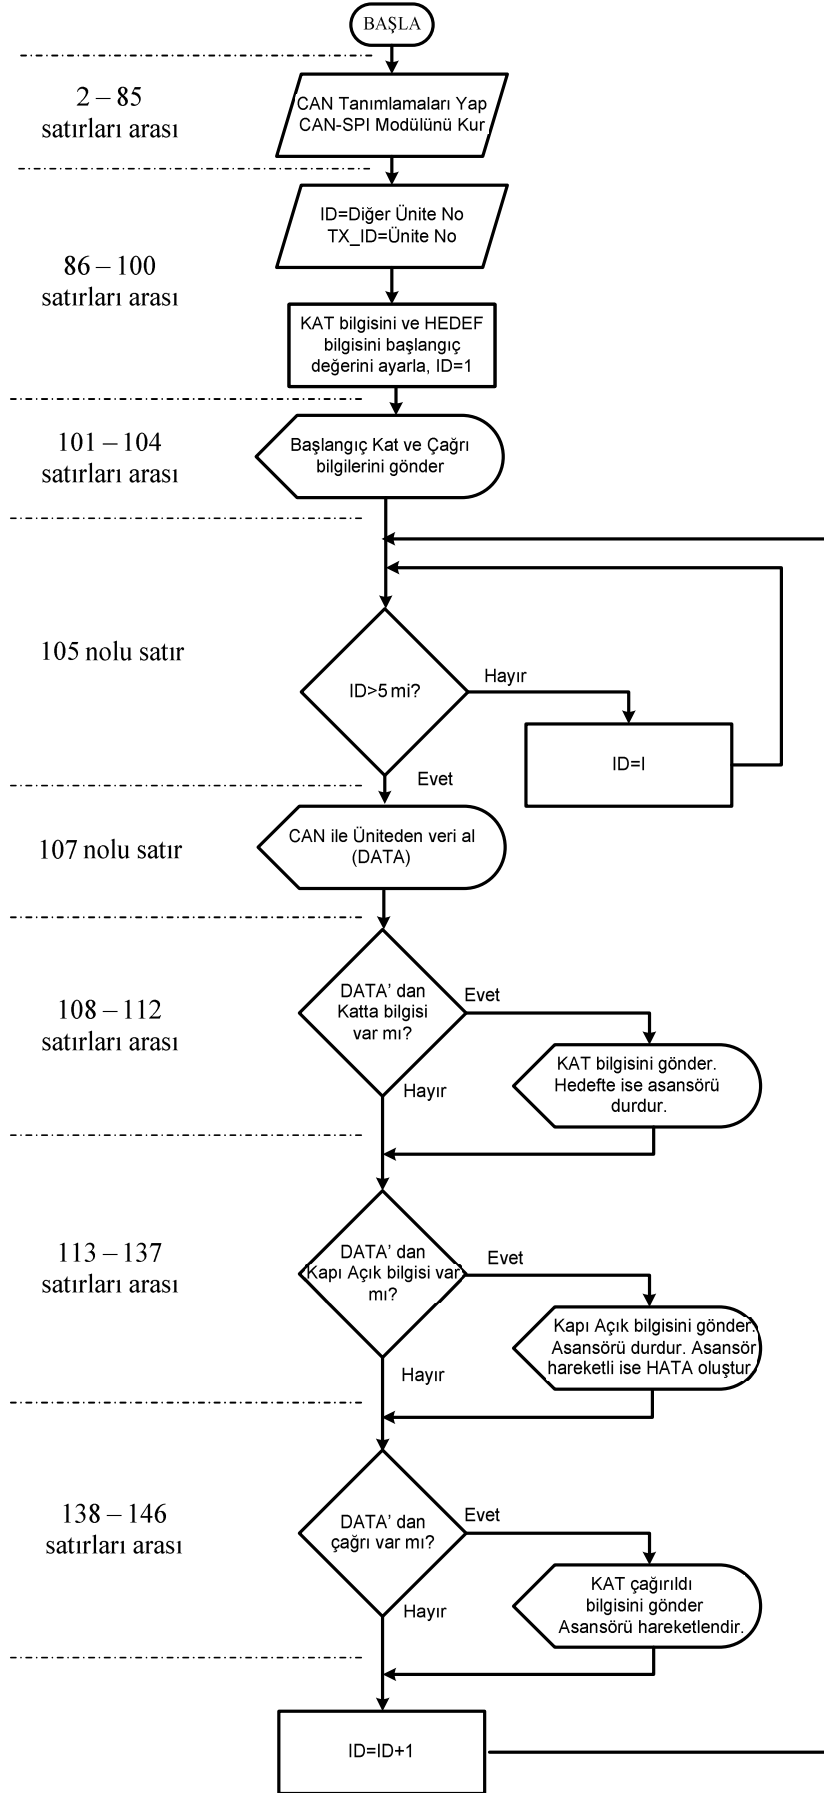 BAŞLA
2 – 85
satırları arası
CAN Tanımlamaları Yap
CAN-SPI Modülünü Kur
86 – 100
satırları arası
ID=Diğer Ünite No
TX_ID=Ünite No
KAT bilgisini ve HEDEF
bilgisini başlangıç
değerini ayarla, ID=1
101 – 104
satırları arası
Başlangıç Kat ve Çağrı
bilgilerini gönder
105 nolu satır
ID>5 mi?
Hayır
ID=I
Evet
107 nolu satır
CAN ile Üniteden veri al
(DATA)
108 – 112
satırları arası
DATA' dan
Katta bilgisi
var mı?
Evet
KAT bilgisini gönder.
Hedefte ise asansörü
durdur.
Hayır
113 – 137
satırları arası
DATA' dan
Kapı Açık bilgisi var
mı?
Evet
Kapı Açık bilgisini gönder.
Asansörü durdur. Asansör
hareketli ise HATA oluştur.
Hayır
138 – 146
satırları arası
DATA' dan
çağrı var mı?
Evet
KAT çağırıldı
bilgisini gönder
Asansörü hareketlendir.
Hayır
ID=ID+1